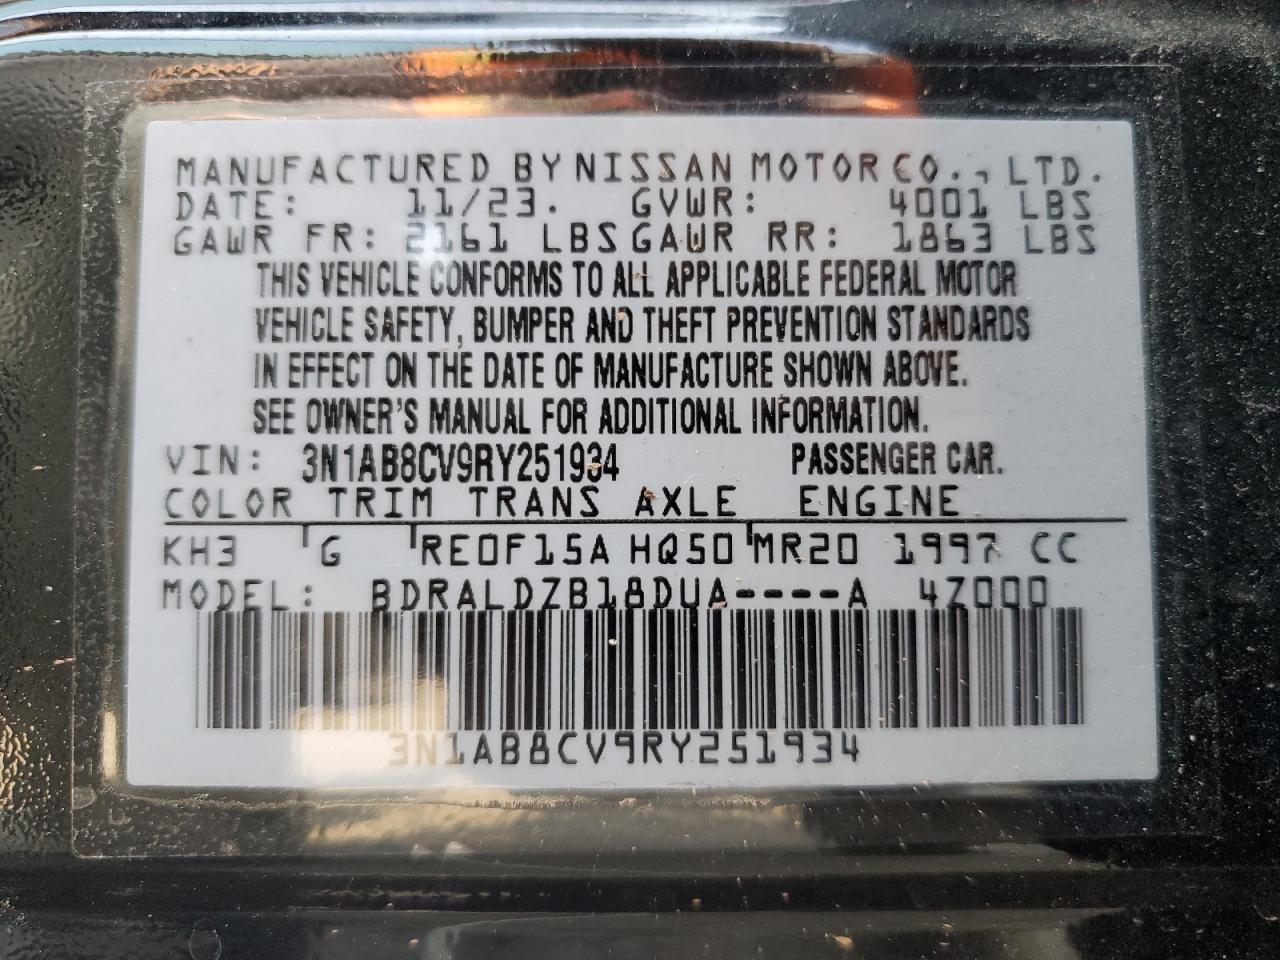 MANUFACTURED BY NISSAN MOTOR CO., LTD.
DATE: 11/23. GVWR: 4001 LBS
GAWR FR: 2161 LBS GAWR RR: 1863 LBS
THIS VEHICLE CONFORMS TO ALL APPLICABLE FEDERAL MOTOR
VEHICLE SAFETY, BUMPER AND THEFT PREVENTION STANDARDS
IN EFFECT ON THE DATE OF MANUFACTURE SHOWN ABOVE.
SEE OWNER'S MANUAL FOR ADDITIONAL INFORMATION.
VIN: 3N1AB8CV9RY251934 PASSENGER CAR.
COLOR TRIM TRANS AXLE ENGINE
KH3 G RE0F15A HQ50 MR20 1997 CC
MODEL: BDRALDZB18DUA----A 4Z000
3N1AB8CV9RY251934